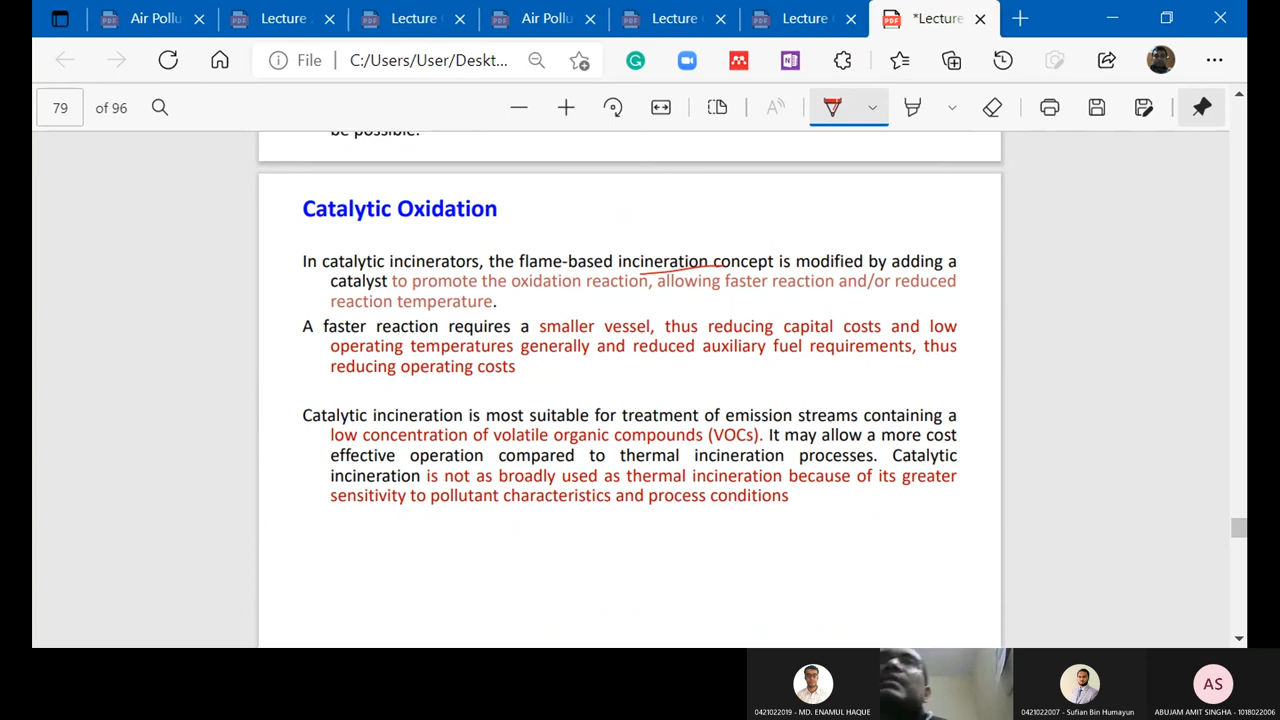 Air Pollu
Lecture 2
Lecture
Air Pollu
Lecture
Lecture
*Lecture
File
C:/Users/User/Deskt...
79
of 96
be possible.
Catalytic Oxidation
In catalytic incinerators, the flame-based incineration concept is modified by adding a
catalyst to promote the oxidation reaction, allowing faster reaction and/or reduced
reaction temperature.
A faster reaction requires a smaller vessel, thus reducing capital costs and low
operating temperatures generally and reduced auxiliary fuel requirements, thus
reducing operating costs
Catalytic incineration is most suitable for treatment of emission streams containing a
low concentration of volatile organic compounds (VOCs). It may allow a more cost
effective operation compared to thermal incineration processes. Catalytic
incineration is not as broadly used as thermal incineration because of its greater
sensitivity to pollutant characteristics and process conditions
AS
0421022019 - MD. ENAMUL HAQUE
0421022007 - Sufian Bin Humayun
ABUJAM AMIT SINGHA - 1018022006